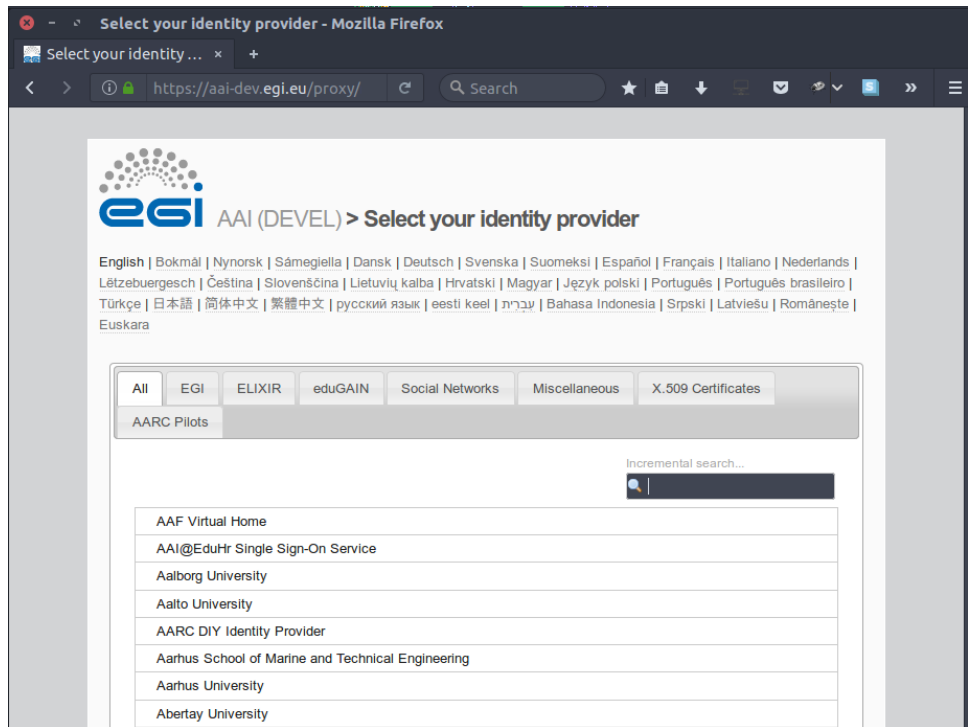 Select your identity provider - Mozilla Firefox
Select your identity … × +
https://aai-dev.egi.eu/proxy/ Search
egi AAI (DEVEL) > Select your identity provider
English | Bokmål | Nynorsk | Sámegiella | Dansk | Deutsch | Svenska | Suomeksi | Español | Français | Italiano | Nederlands |
Lëtzebuergesch | Čeština | Slovenščina | Lietuvių kalba | Hrvatski | Magyar | Język polski | Português | Português brasileiro |
Türkçe | 日本語 | 简体中文 | 繁體中文 | русский язык | eesti keel | עִבְרִית | Bahasa Indonesia | Srpski | Latviešu | Românește |
Euskara
All EGI ELIXIR eduGAIN Social Networks Miscellaneous X.509 Certificates
AARC Pilots
Incremental search...
AAF Virtual Home
AAI@EduHr Single Sign-On Service
Aalborg University
Aalto University
AARC DIY Identity Provider
Aarhus School of Marine and Technical Engineering
Aarhus University
Abertay University